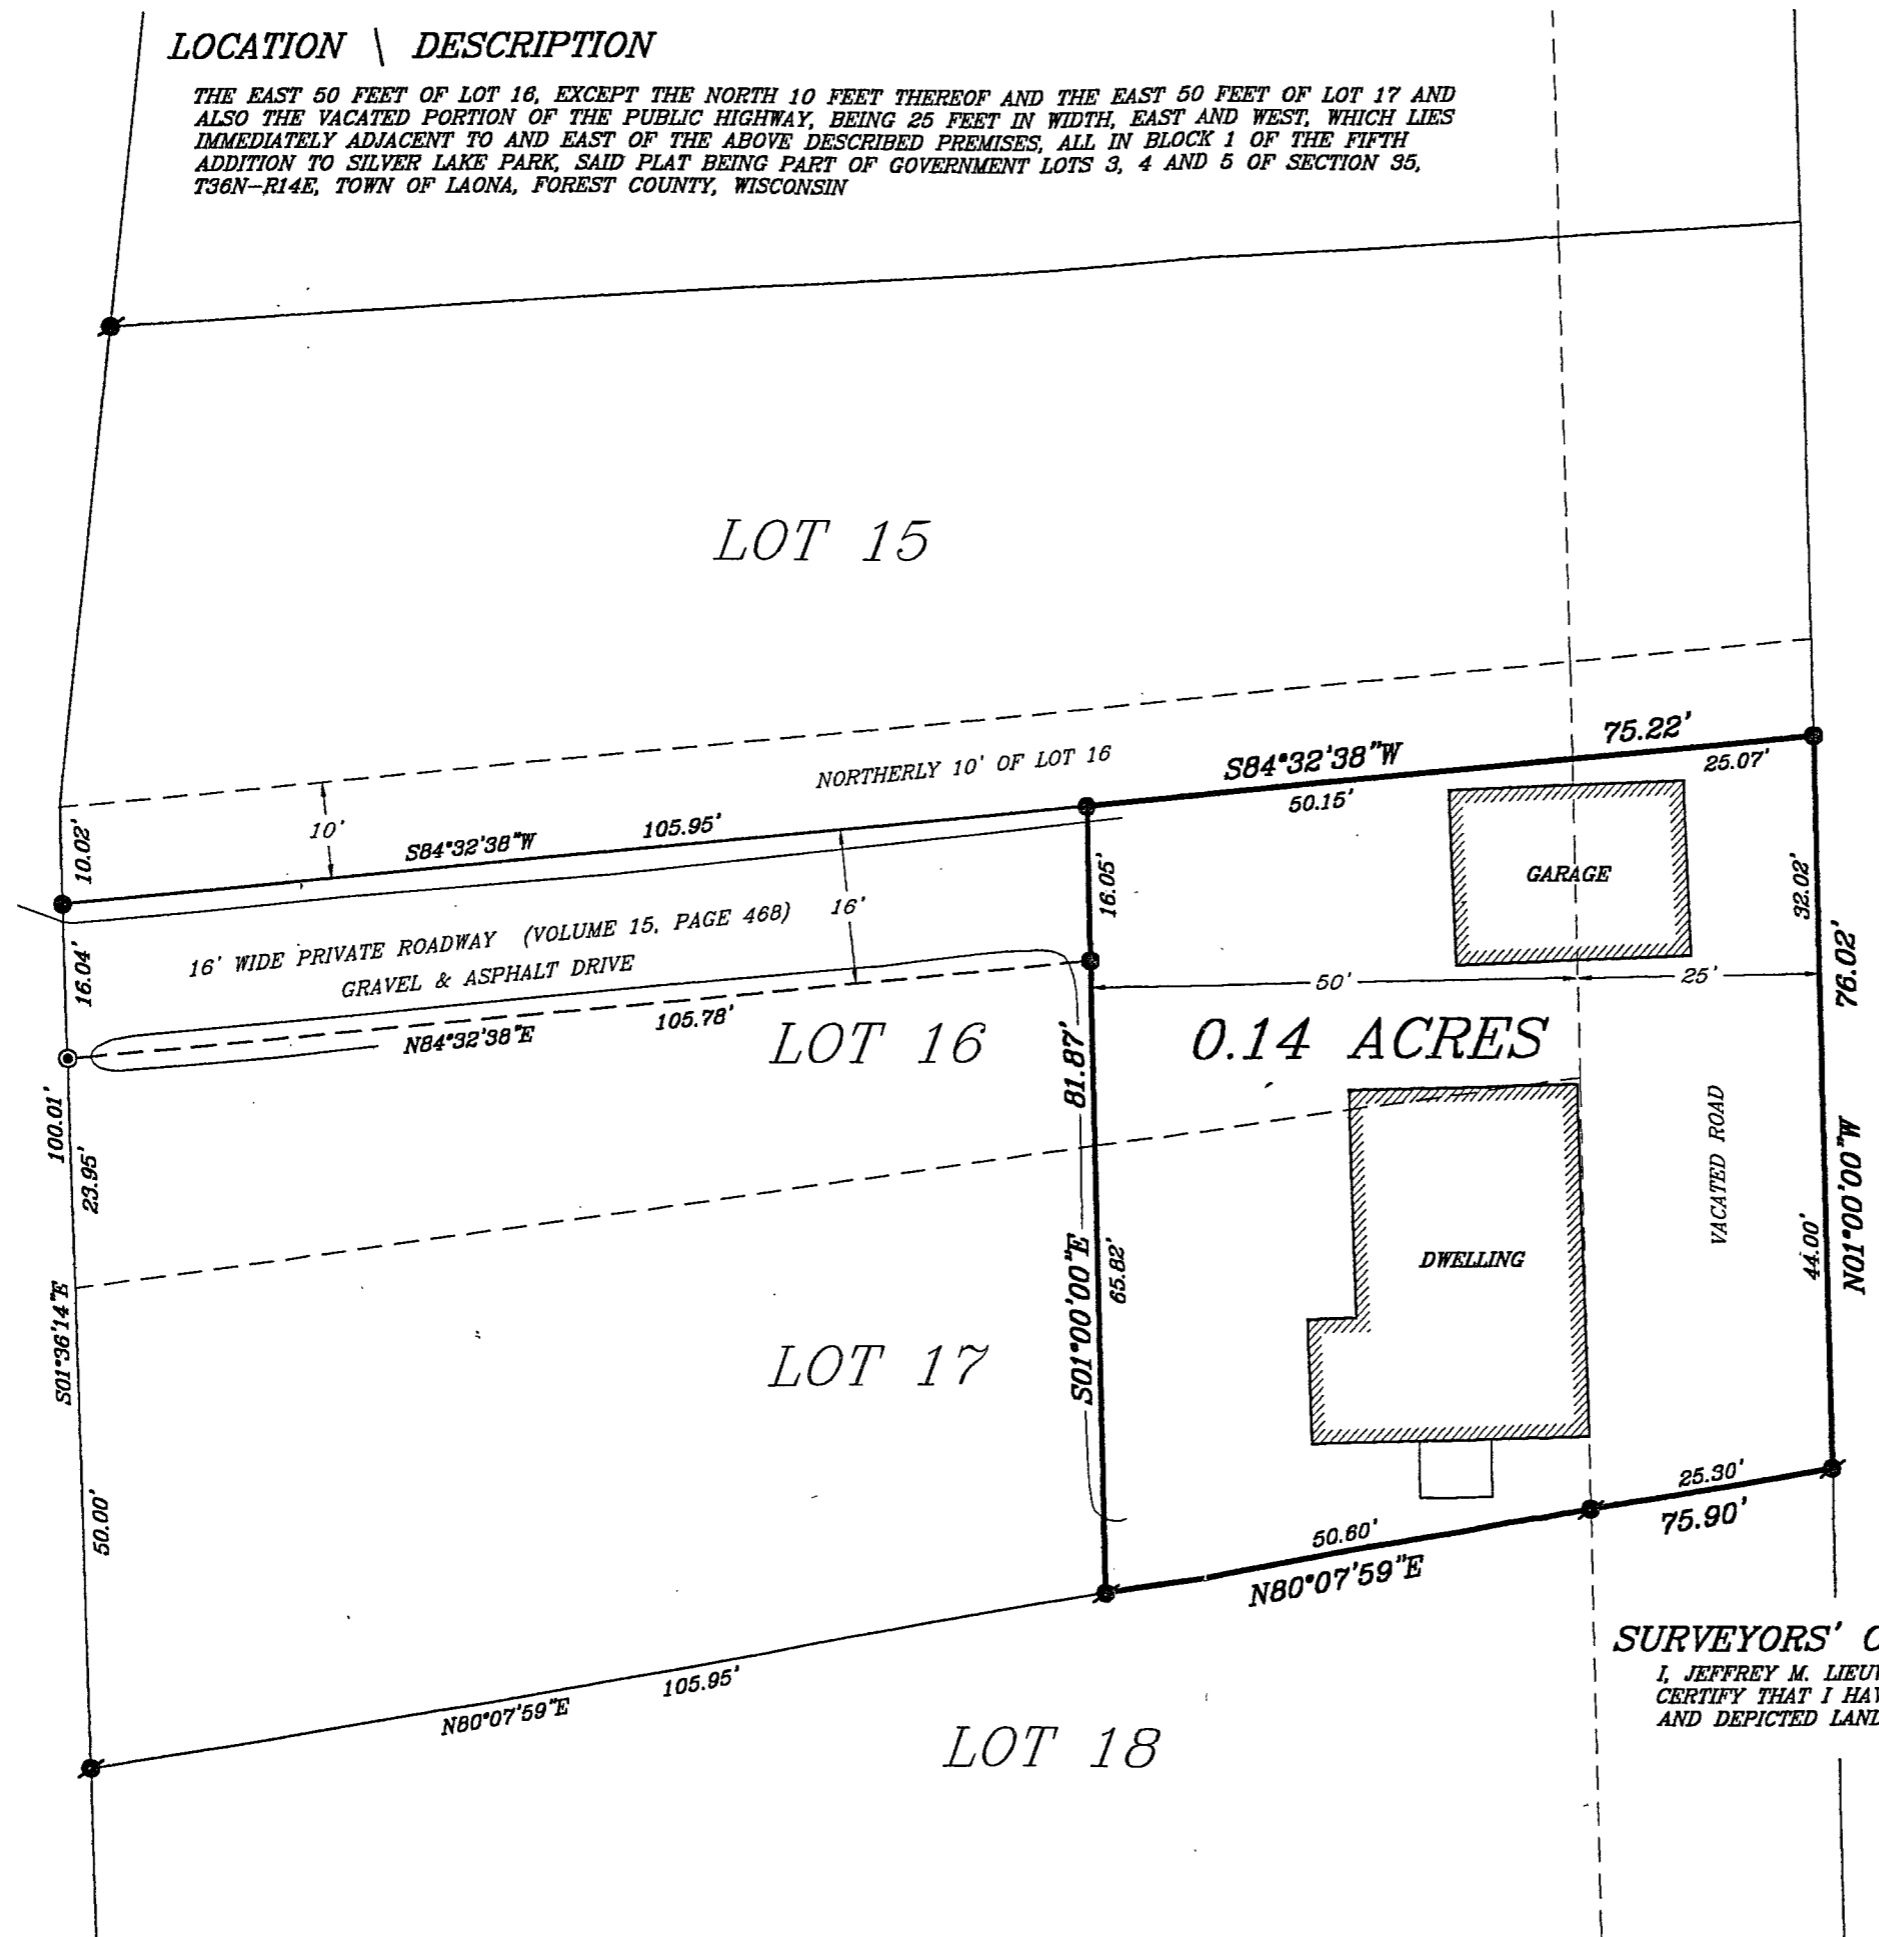 LOCATION \ DESCRIPTION
THE EAST 50 FEET OF LOT 16, EXCEPT THE NORTH 10 FEET THEREOF AND THE EAST 50 FEET OF LOT 17 AND
ALSO THE VACATED PORTION OF THE PUBLIC HIGHWAY, BEING 25 FEET IN WIDTH, EAST AND WEST, WHICH LIES
IMMEDIATELY ADJACENT TO AND EAST OF THE ABOVE DESCRIBED PREMISES, ALL IN BLOCK 1 OF THE FIFTH
ADDITION TO SILVER LAKE PARK, SAID PLAT BEING PART OF GOVERNMENT LOTS 3, 4 AND 5 OF SECTION 35,
T36N-R14E, TOWN OF LAONA, FOREST COUNTY, WISCONSIN
LOT 15
75.22'
S84°32'38"W
25.07'
50.15'
NORTHERLY 10' OF LOT 16
10'
105.95'
S84°32'38"W
10.02'
16.05'
GARAGE
32.02'
76.02'
16'
16' WIDE PRIVATE ROADWAY (VOLUME 15, PAGE 468)
GRAVEL & ASPHALT DRIVE
16.04'
50'
25'
105.78'
N84°32'38"E
LOT 16
0.14 ACRES
81.87'
100.01'
23.95'
VACATED ROAD
N01°00'00"W
44.00'
DWELLING
S01°00'00"E
65.82'
S01°36'14"E
LOT 17
50.00'
25.30'
75.90'
50.60'
N80°07'59"E
105.95'
N80°07'59"E
LOT 18
SURVEYORS' C
I, JEFFREY M. LIEU
CERTIFY THAT I HA
AND DEPICTED LAND